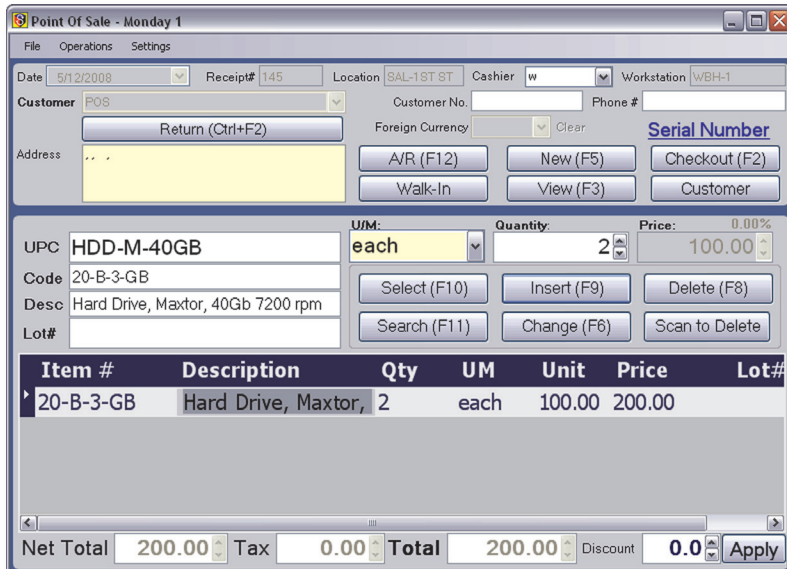 Point Of Sale - Monday 1
File Operations Settings
Date 5/12/2008 Receipt# 145 Location SAL-1ST ST Cashier w Workstation WBH-1
Customer POS Customer No. Phone #
Return (Ctrl+F2) Foreign Currency Clear Serial Number
Address , , , A/R (F12) New (F5) Checkout (F2)
Walk-In View (F3) Customer
U/M: Quantity: Price: 0.00%
UPC HDD-M-40GB each 2 100.00
Code 20-B-3-GB Select (F10) Insert (F9) Delete (F8)
Desc Hard Drive, Maxtor, 40Gb 7200 rpm
Lot# Search (F11) Change (F6) Scan to Delete
Item # Description Qty UM Unit Price Lot#
20-B-3-GB Hard Drive, Maxtor, 2 each 100.00 200.00
Net Total 200.00 Tax 0.00 Total 200.00 Discount 0.0 Apply